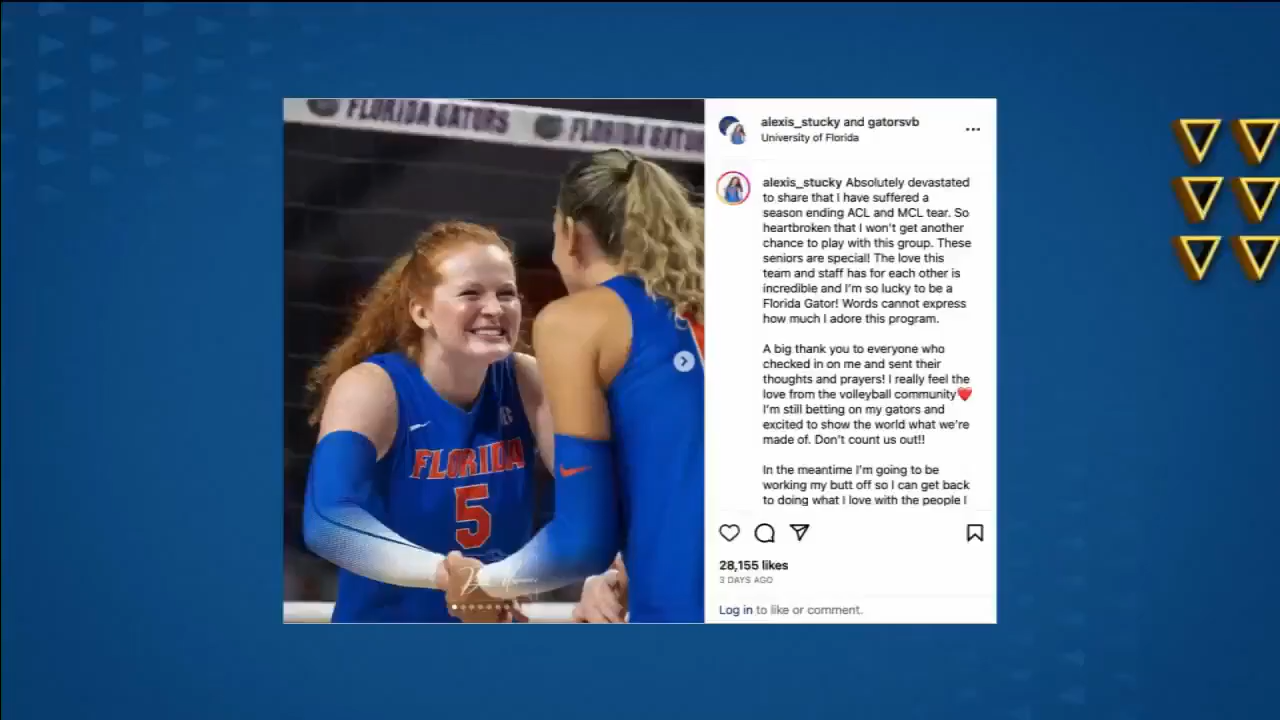 FLORIDA GATORS
FLORIDA GATOR
FLORIDA
5
alexis_stucky and gatorsvb
University of Florida
alexis_stucky Absolutely devastated
to share that I have suffered a
season ending ACL and MCL tear. So
heartbroken that I won't get another
chance to play with this group. These
seniors are special! The love this
team and staff has for each other is
incredible and I'm so lucky to be a
Florida Gator! Words cannot express
how much I adore this program.
A big thank you to everyone who
checked in on me and sent their
thoughts and prayers! I really feel the
love from the volleyball community❤️
I'm still betting on my gators and
excited to show the world what we're
made of. Don't count us out!!
In the meantime I'm going to be
working my butt off so I can get back
to doing what I love with the people I
28,155 likes
3 DAYS AGO
Log in to like or comment.